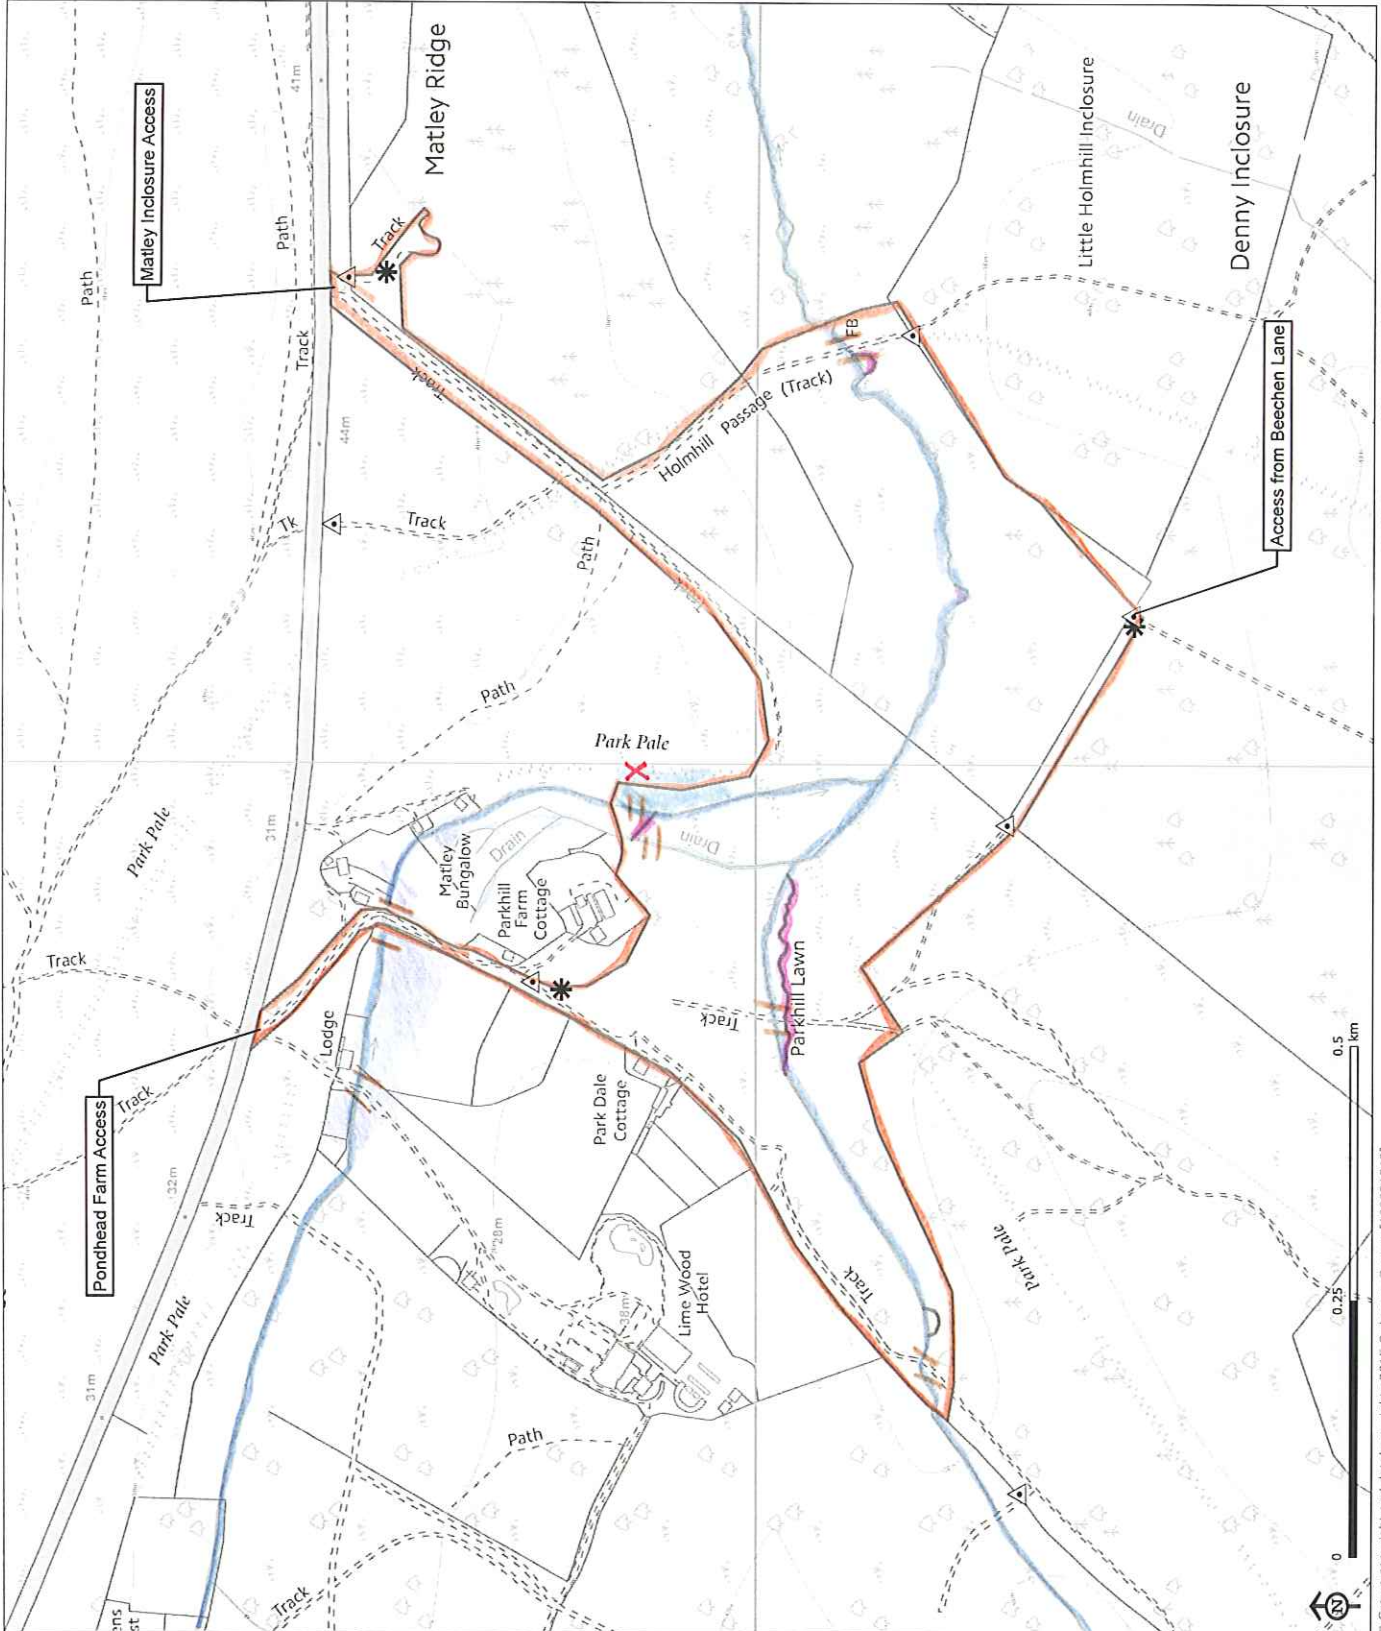 Matley Inclosure Access
41m
Matley Ridge
Path
Path
Track
Track
Track
44m
Tk
Track
Path
Track
Path
Park Pale
Holmhill Passage (Track)
FB
Little Holmhill Inclosure
Drain
Denny Inclosure
Access from Beechen Lane
Park Pale
31m
Matley
Bungalow
Drain
Parkhill
Farm
Cottage
Drain
Track
Lodge
Pondhead Farm Access
Track
32m
Track
Park Dale
Cottage
Track
Parkhill Lawn
28m
38m
Lime Wood
Hotel
Track
Park Pale
Park Pale
31m
Path
Track
ens
st
0
0.25
0.5
km
N